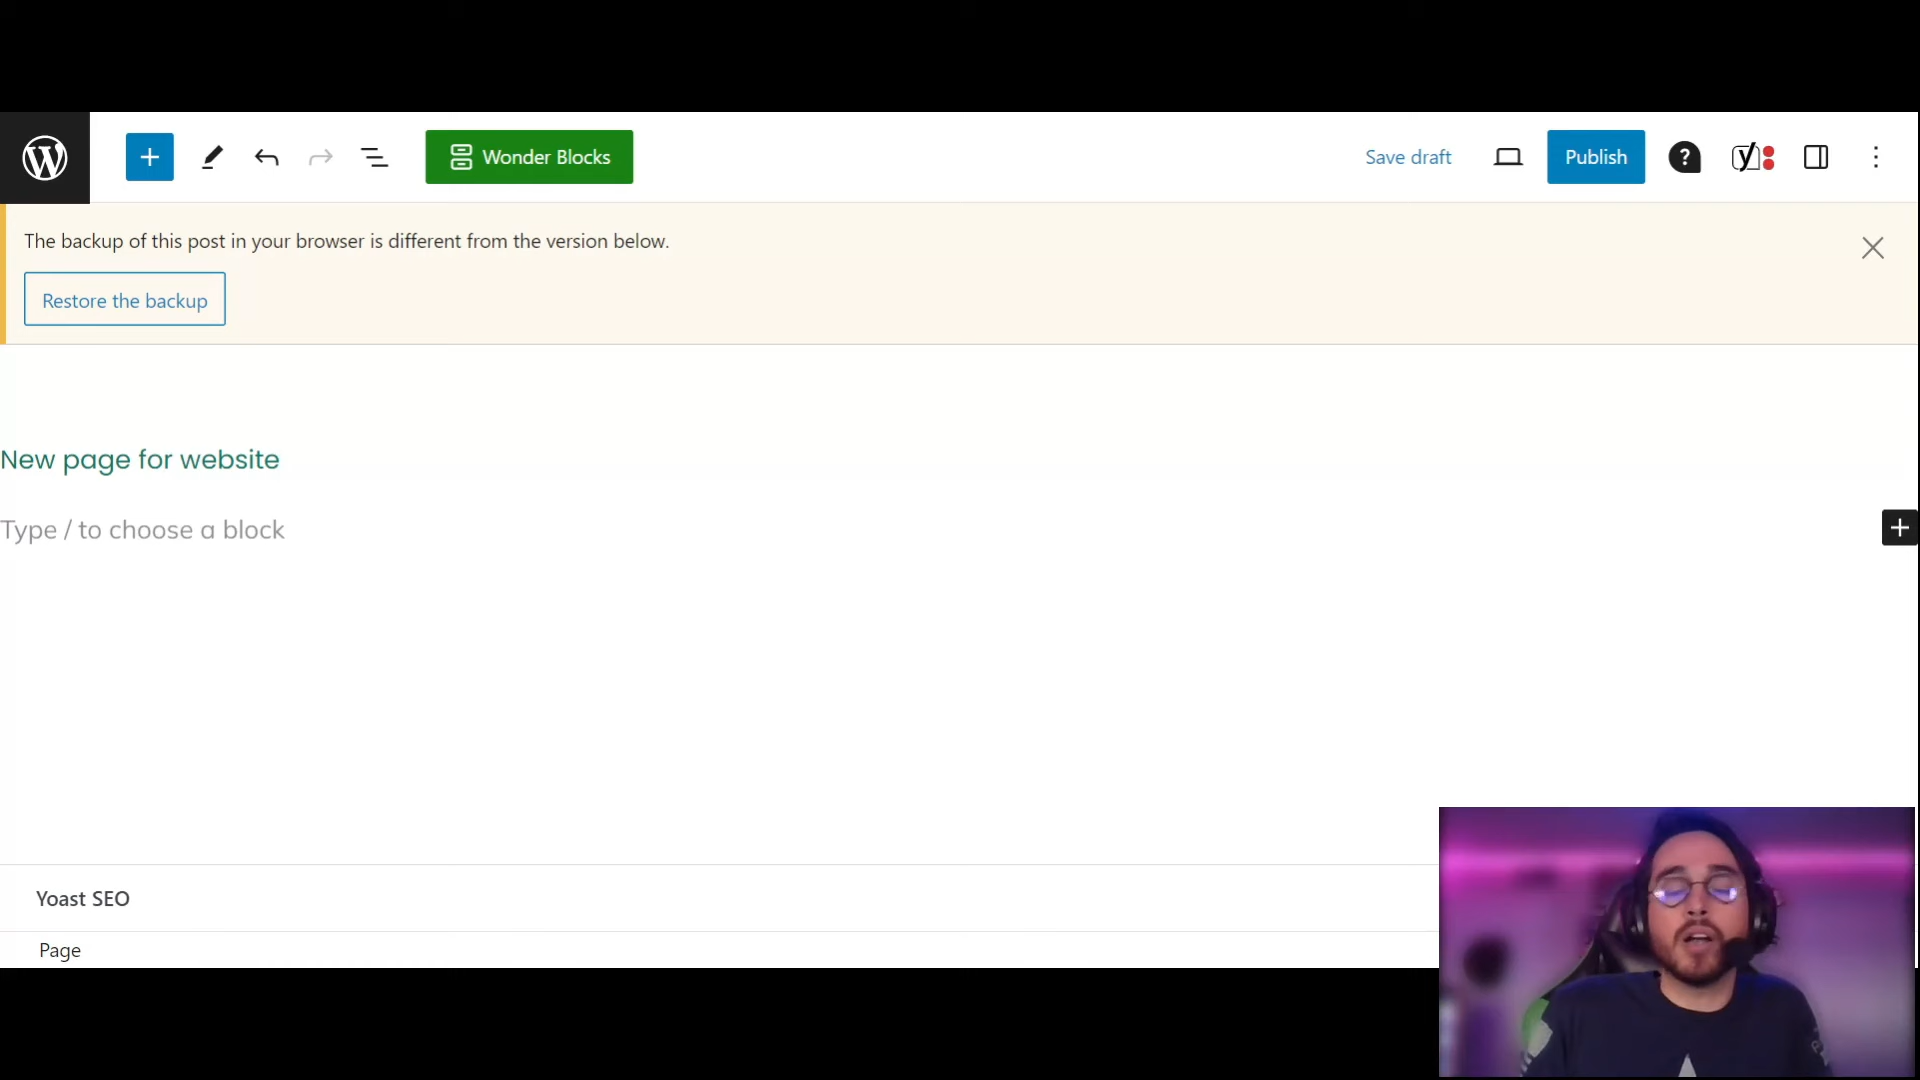 Wonder Blocks
Save draft
Publish
The backup of this post in your browser is different from the version below.
Restore the backup
New page for website
Type / to choose a block
Yoast SEO
Page